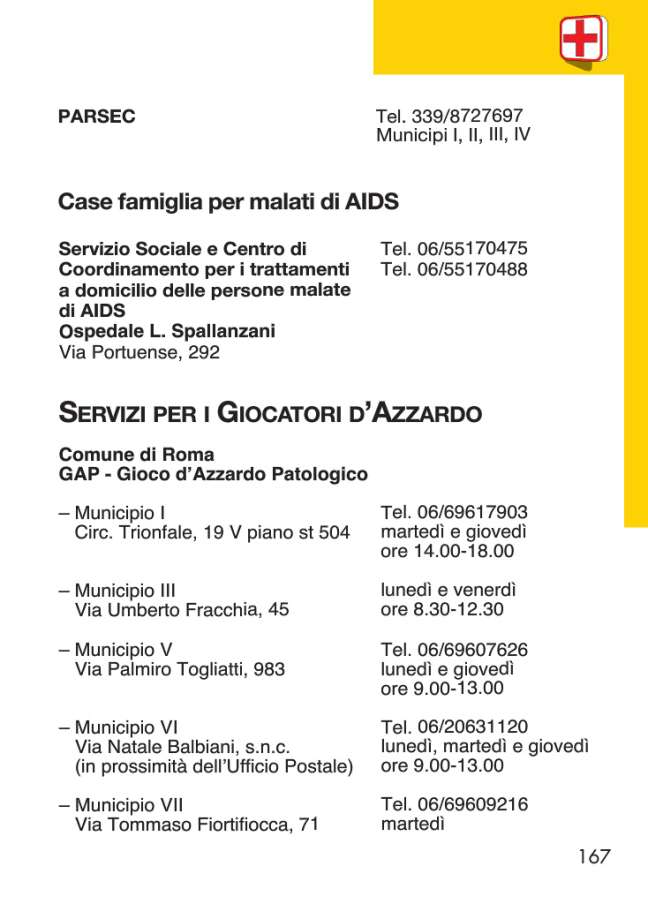 PARSEC
Tel. 339/8727697
Municipi I, II, III, IV
Case famiglia per malati di AIDS
Servizio Sociale e Centro di
Coordinamento per i trattamenti
a domicilio delle persone malate
di AIDS
Ospedale L. Spallanzani
Via Portuense, 292
Tel. 06/55170475
Tel. 06/55170488
SERVIZI PER I GIOCATORI D'AZZARDO
Comune di Roma
GAP - Gioco d'Azzardo Patologico
– Municipio I
Circ. Trionfale, 19 V piano st 504
Tel. 06/69617903
martedì e giovedì
ore 14.00-18.00
– Municipio III
Via Umberto Fracchia, 45
lunedì e venerdì
ore 8.30-12.30
– Municipio V
Via Palmiro Togliatti, 983
Tel. 06/69607626
lunedì e giovedì
ore 9.00-13.00
– Municipio VI
Via Natale Balbiani, s.n.c.
(in prossimità dell'Ufficio Postale)
Tel. 06/20631120
lunedì, martedì e giovedì
ore 9.00-13.00
– Municipio VII
Via Tommaso Fiortifiocca, 71
Tel. 06/69609216
martedì
167